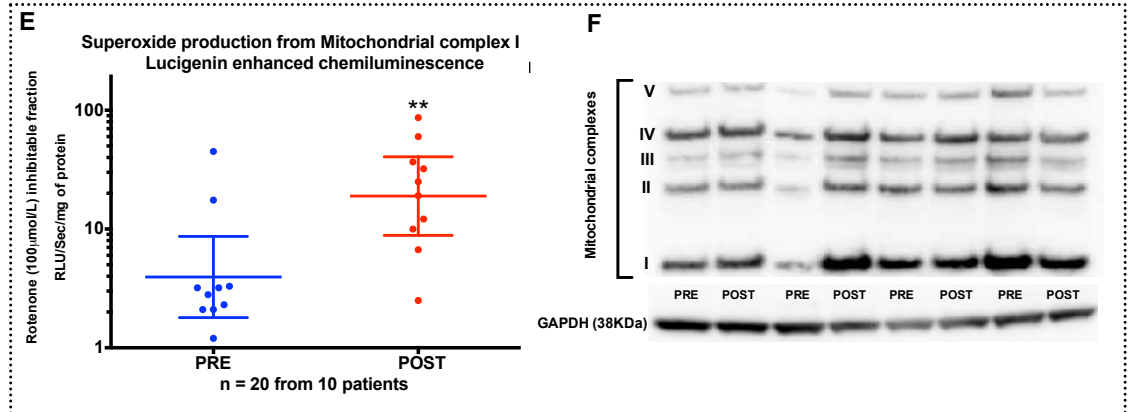 E
Superoxide production from Mitochondrial complex I
Lucigenin enhanced chemiluminescence
Rotenone (100μmol/L) inhibitable fraction
RLU/Sec/mg of protein
100
10
1
**
PRE POST
n = 20 from 10 patients
F
Mitochondrial complexes
V
IV
III
II
I
PRE POST PRE POST PRE POST PRE POST
GAPDH (38KDa)